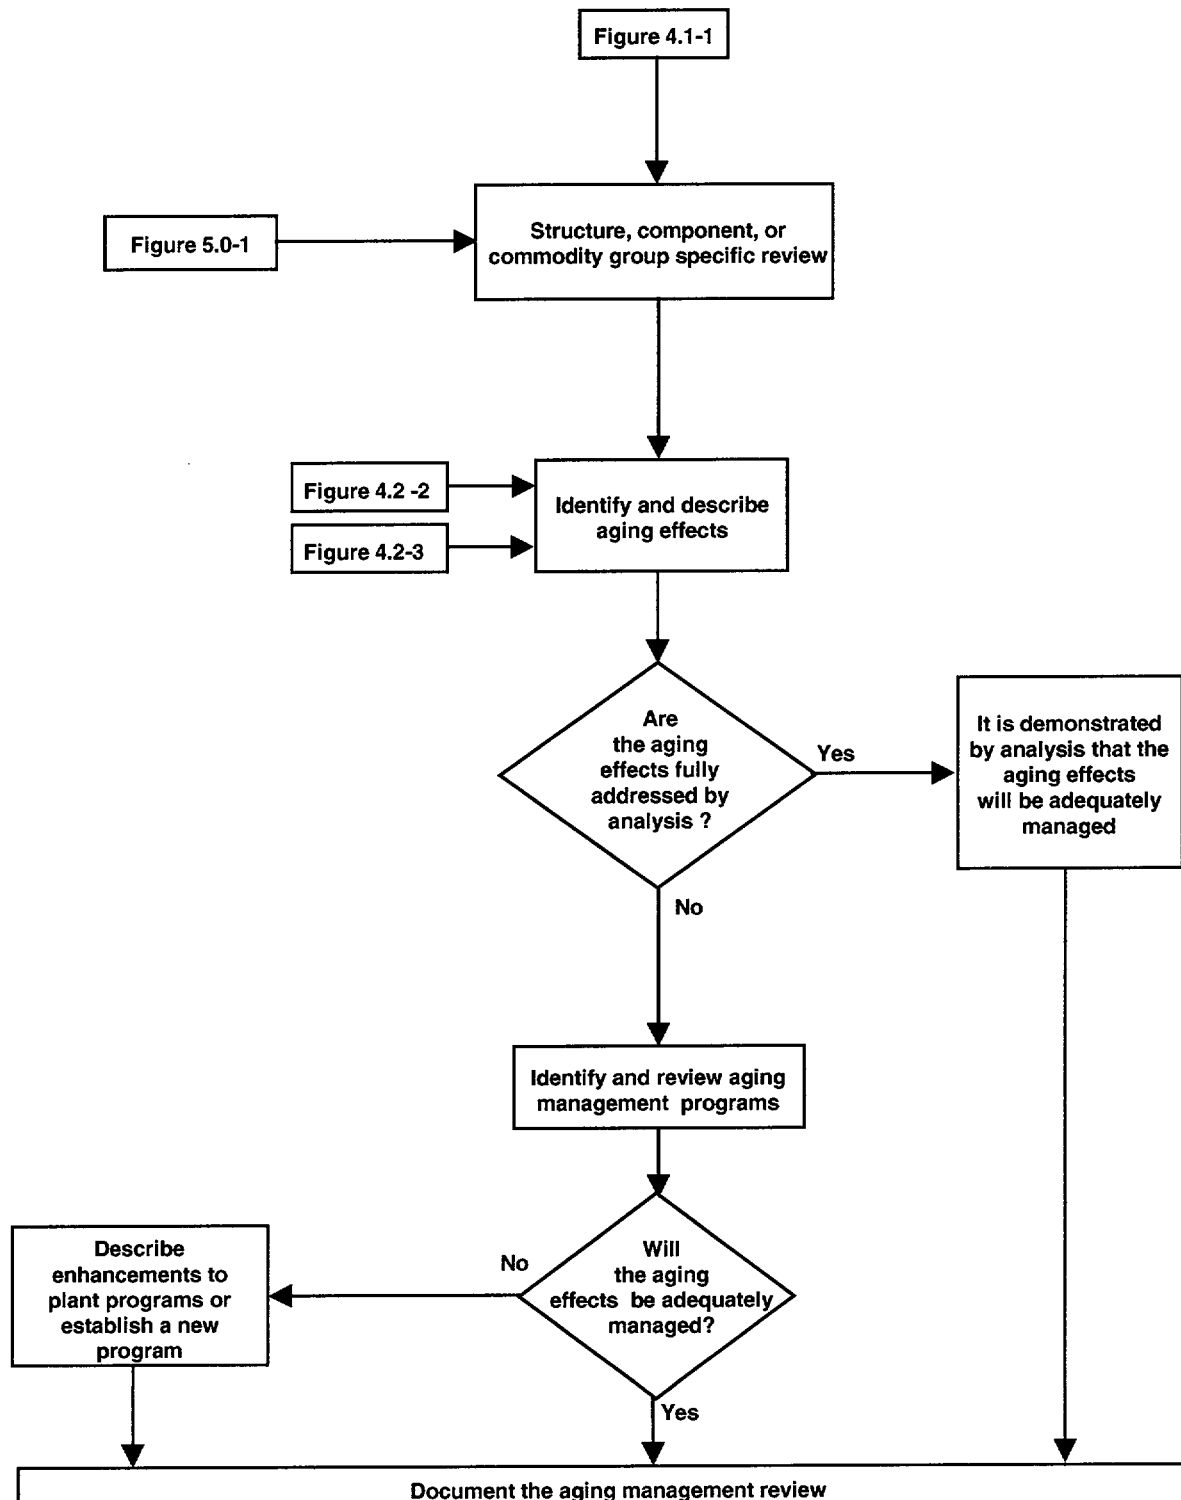 Figure 4.1-1
Structure, component, or
commodity group specific review
Figure 5.0-1
Figure 4.2 -2
Figure 4.2-3
Identify and describe
aging effects
Are
the aging
effects fully
addressed by
analysis ?
Yes
It is demonstrated
by analysis that the
aging effects
will be adequately
managed
No
Identify and review aging
management programs
Will
the aging
effects be adequately
managed?
No
Describe
enhancements to
plant programs or
establish a new
program
Yes
Document the aging management review